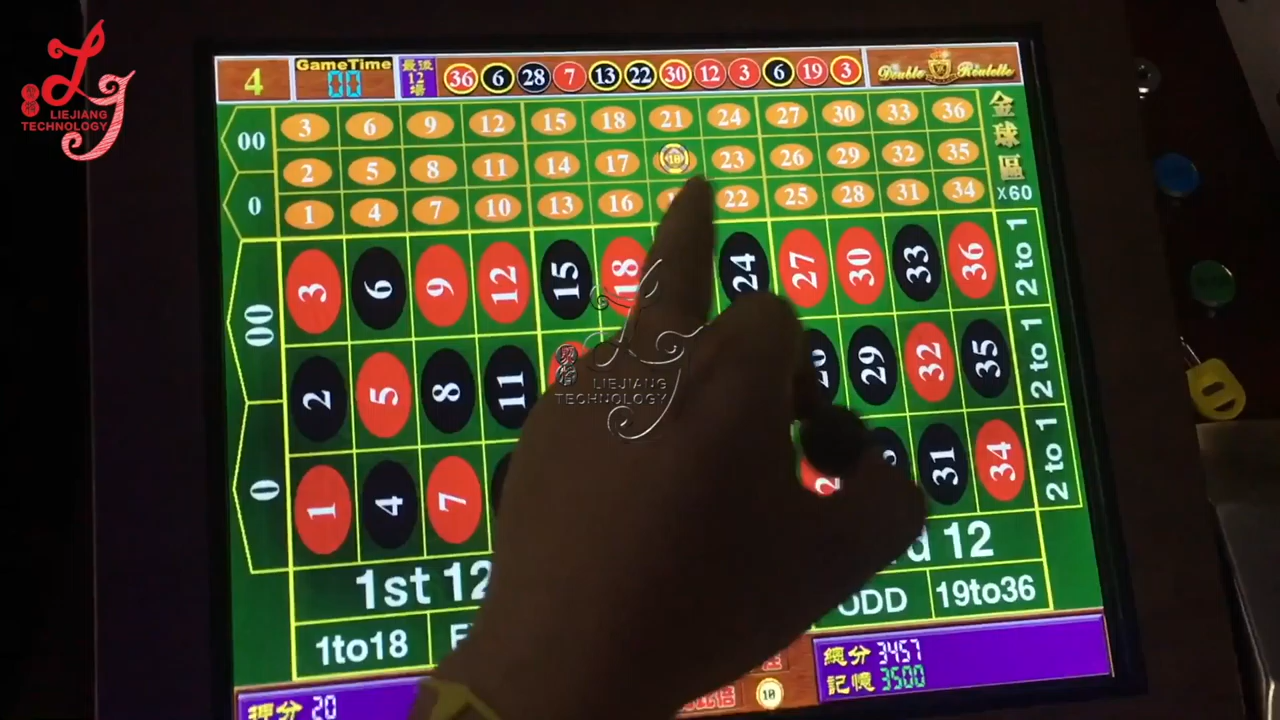 LIEJIANG
TECHNOLOGY
4
GameTime
00
最後
12
場
36 6 28 7 13 22 30 12 3 6 19 3
Double Roulette
00 3 6 9 12 15 18 21 24 27 30 33 36
2 5 8 11 14 17 10 23 26 29 32 35
0 1 4 7 10 13 16 22 25 28 31 34
金
球
區
X60
00 3 6 9 12 15 18 24 27 30 33 36 2 to 1
2 5 8 11 29 32 35 2 to 1
0 1 4 7 31 34 2 to 1
LIEJIANG
TECHNOLOGY
1st 12
12
1to18
ODD
19to36
押分 20
10
總分 3457
記憶 3500